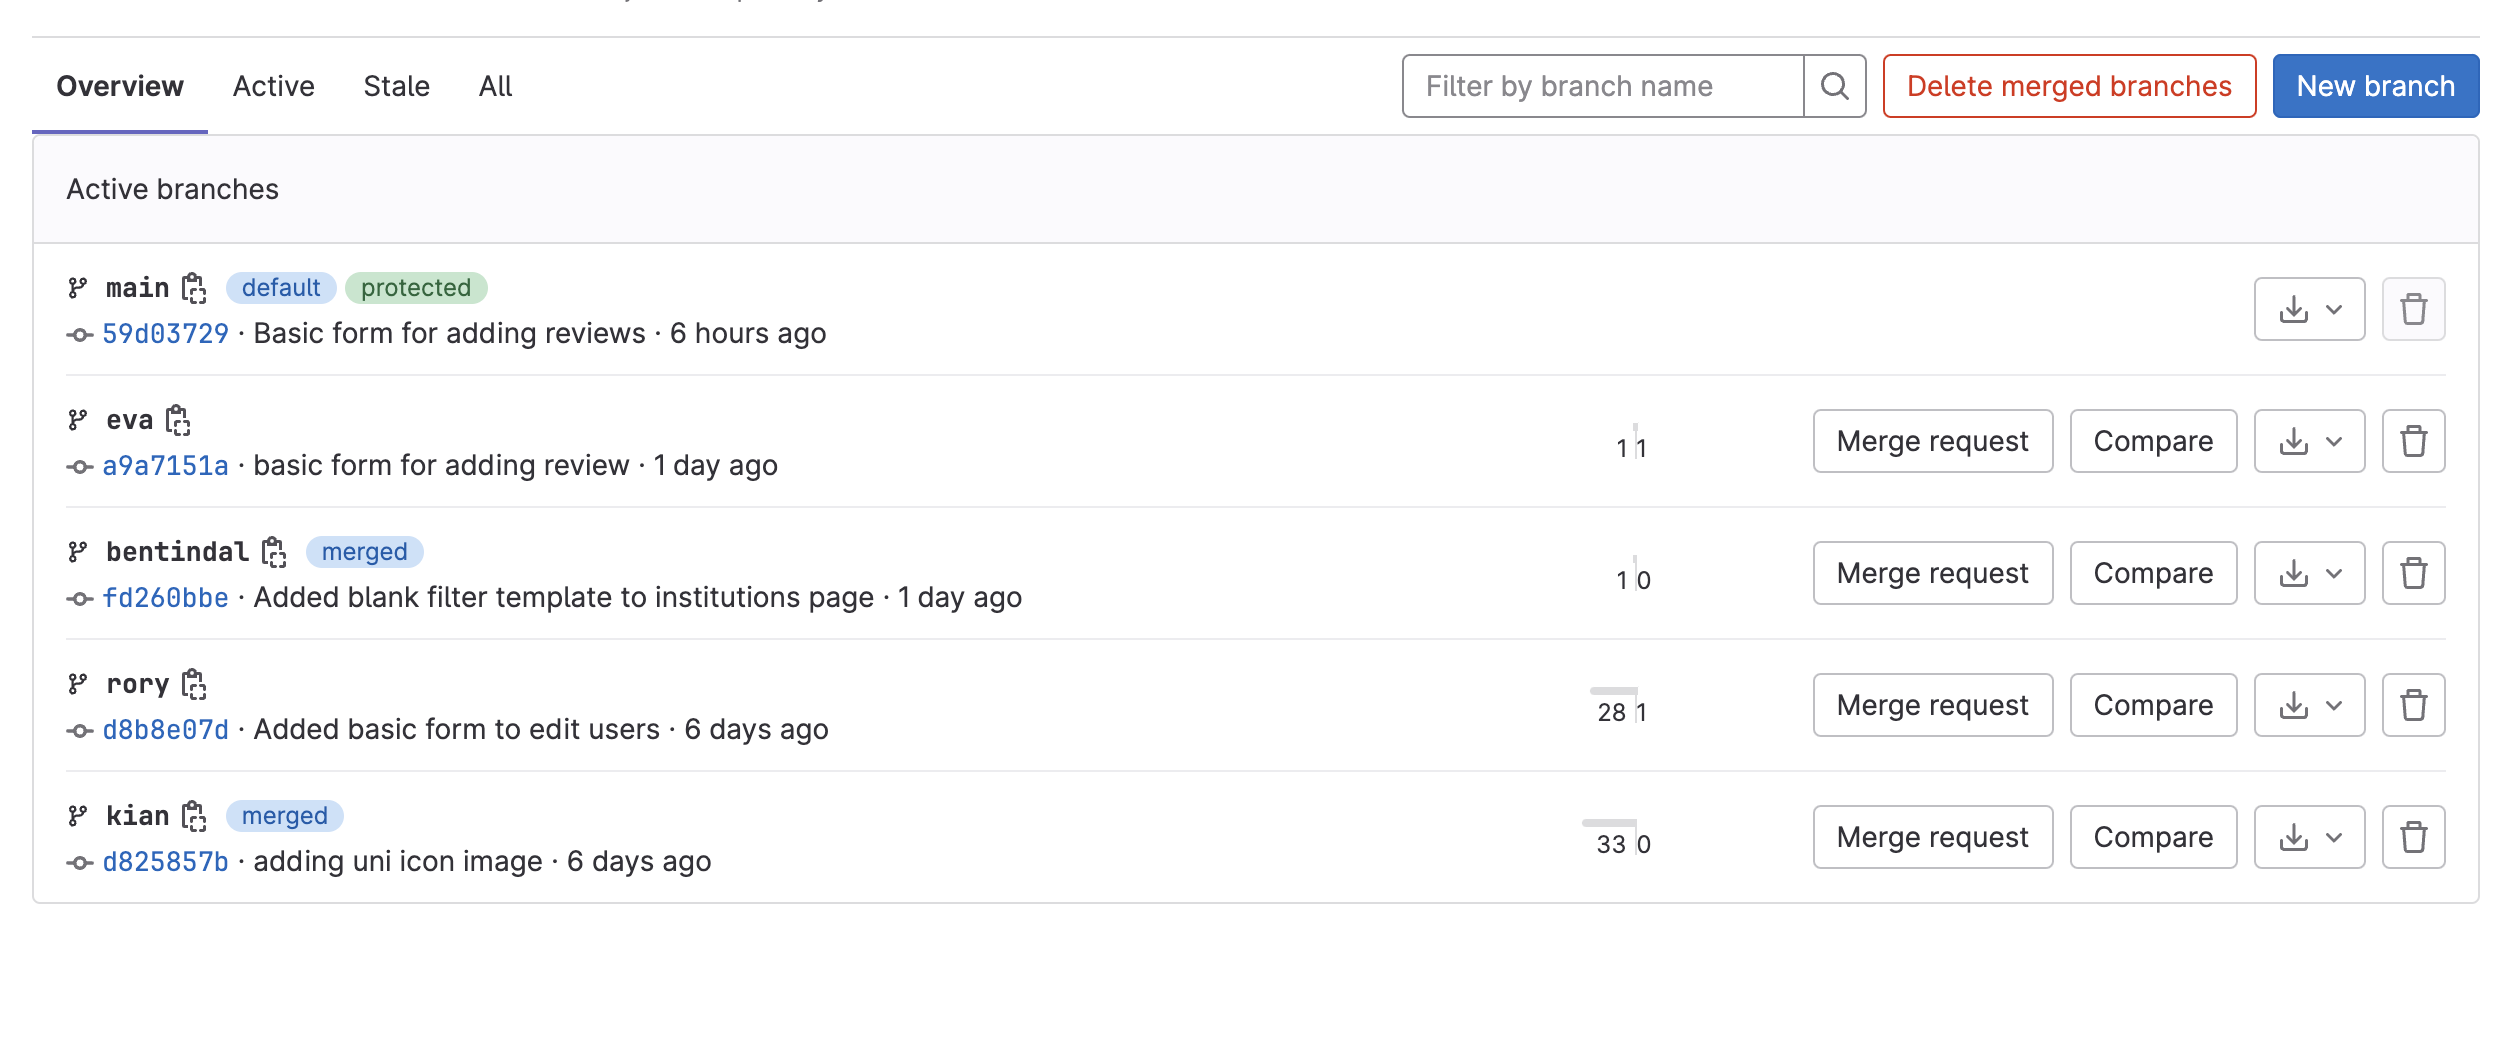 Overview Active Stale All Filter by branch name Delete merged branches New branch
Active branches
main default protected
59d03729 · Basic form for adding reviews · 6 hours ago
eva
a9a7151a · basic form for adding review · 1 day ago
1 1 Merge request Compare
bentindal merged
fd260bbe · Added blank filter template to institutions page · 1 day ago
1 0 Merge request Compare
rory
d8b8e07d · Added basic form to edit users · 6 days ago
28 1 Merge request Compare
kian merged
d825857b · adding uni icon image · 6 days ago
33 0 Merge request Compare